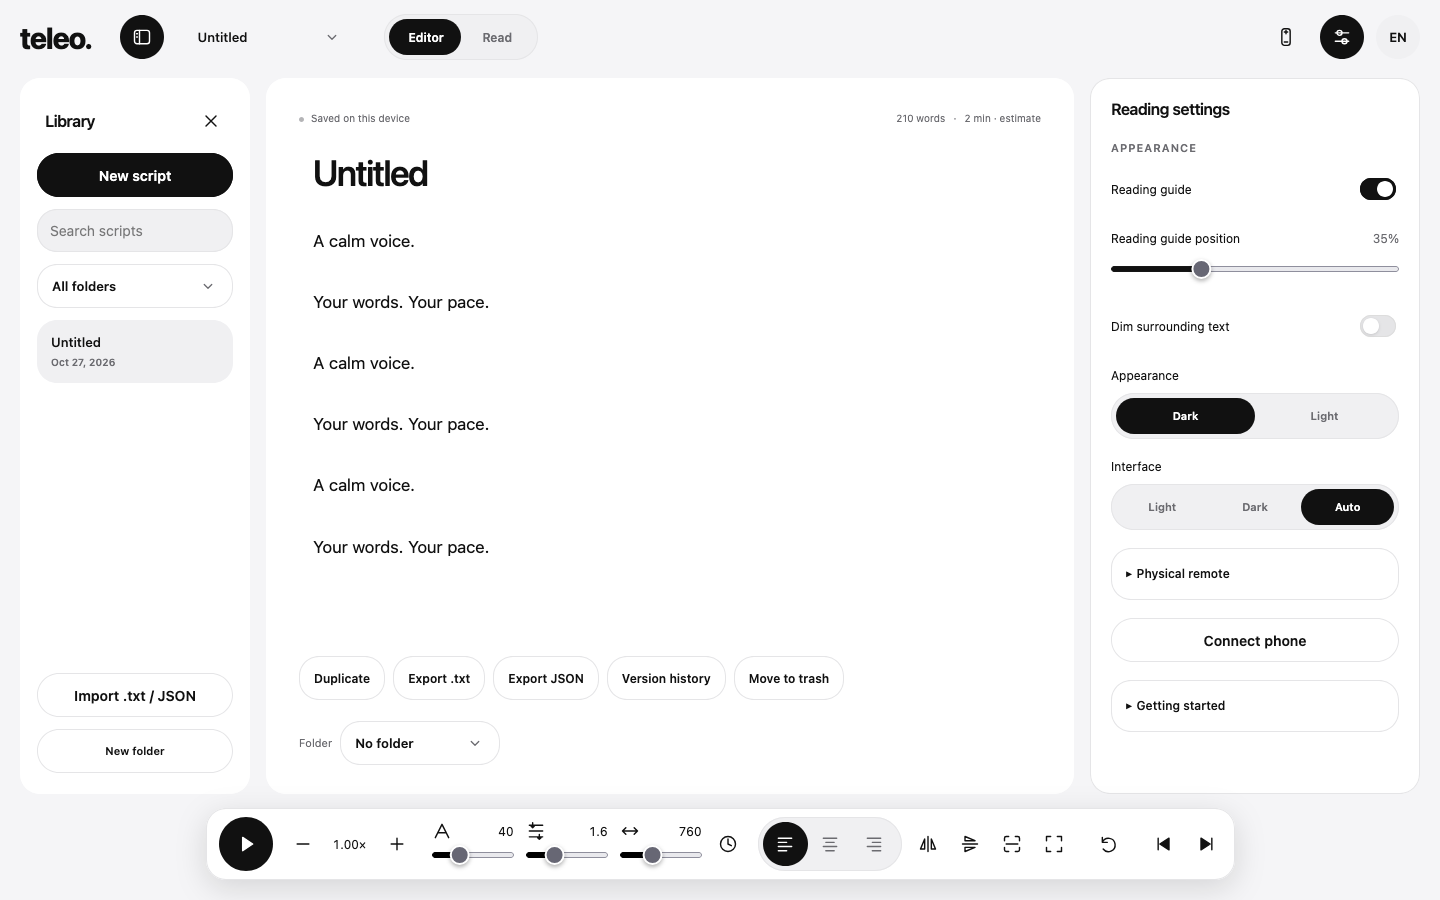 teleo.
Untitled
Editor
Read
EN
Library
New script
Search scripts
All folders
Untitled
Oct 27, 2026
Import .txt / JSON
New folder
Saved on this device
210 words · 2 min · estimate
Untitled
A calm voice.
Your words. Your pace.
A calm voice.
Your words. Your pace.
A calm voice.
Your words. Your pace.
Duplicate
Export .txt
Export JSON
Version history
Move to trash
Folder
No folder
Reading settings
APPEARANCE
Reading guide
Reading guide position
35%
Dim surrounding text
Appearance
Dark
Light
Interface
Light
Dark
Auto
Physical remote
Connect phone
Getting started
1.00×
40
1.6
760